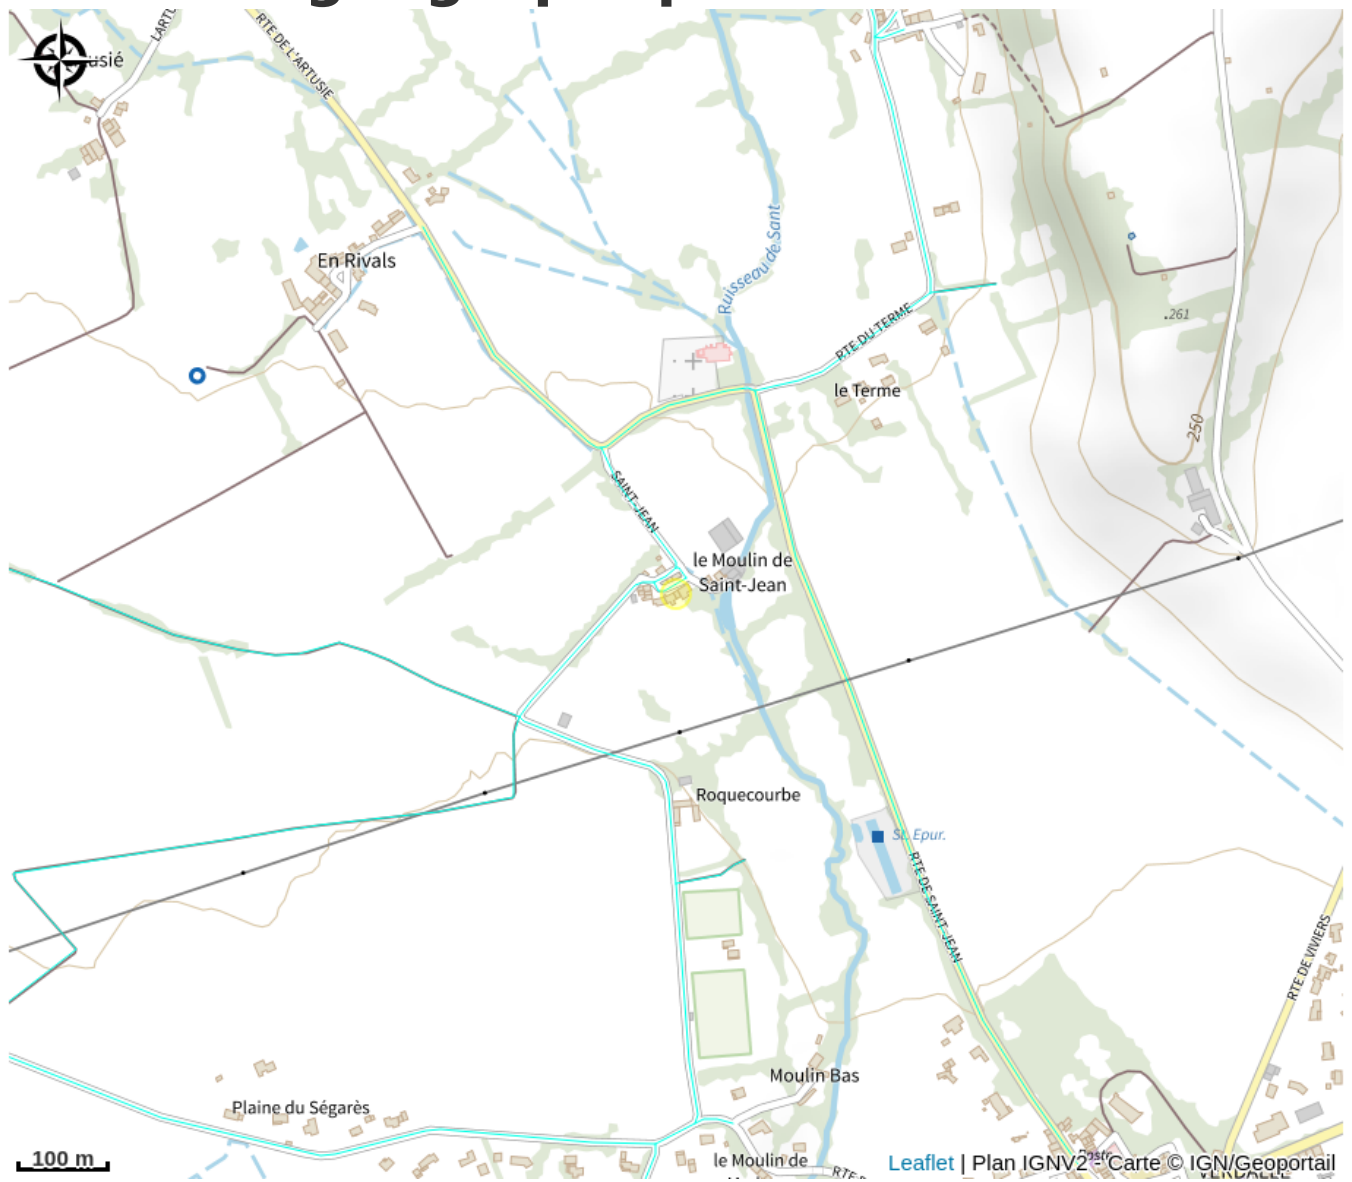 RTE DE L'ARTUSIE
En Rivals
Ruisseau de Sant
.261
RTE DU TERME
le Terme
250
SAINT-JEAN
le Moulin de
Saint-Jean
Roquecourbe
St. Epur.
RTE DE SAINT-JEAN
RTE DE VIVIERS
Moulin Bas
Plaine du Ségarès
100 m
le Moulin de
Poste
Leaflet | Plan IGNV2 - Carte © IGN/Geoportail